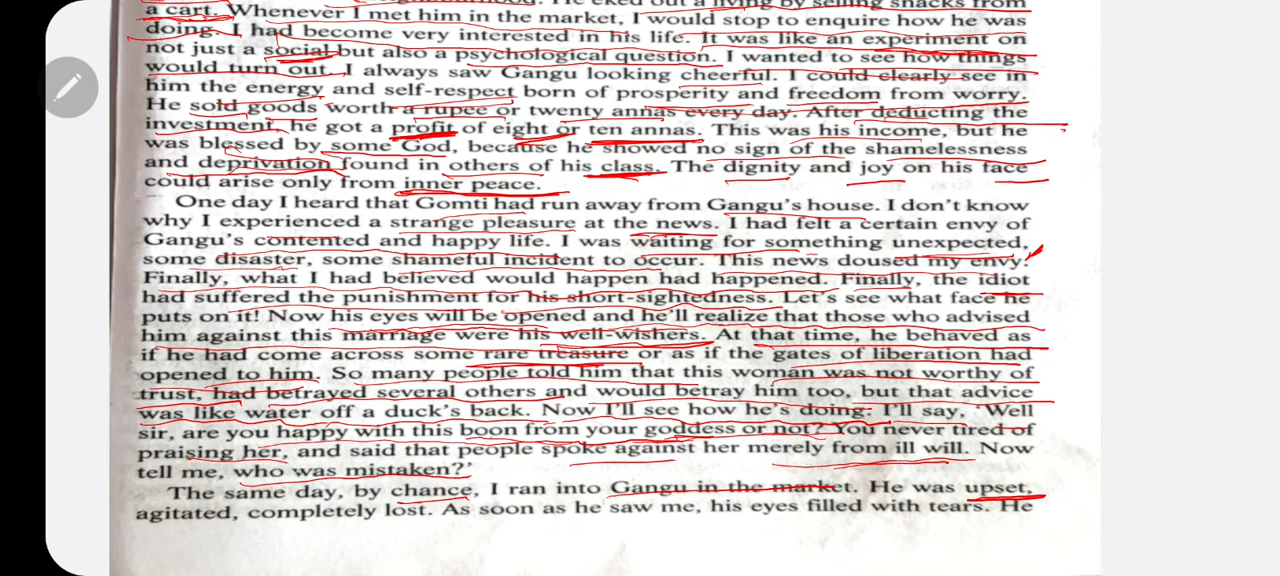 He eked out a living by selling snacks from
a cart. Whenever I met him in the market, I would stop to enquire how he was
doing. I had become very interested in his life. It was like an experiment on
not just a social but also a psychological question. I wanted to see how things
would turn out. I always saw Gangu looking cheerful. I could clearly see in
him the energy and self-respect born of prosperity and freedom from worry.
He sold goods worth a rupee or twenty annas every day. After deducting the
investment, he got a profit of eight or ten annas. This was his income, but he
was blessed by some God, because he showed no sign of the shamelessness
and deprivation found in others of his class. The dignity and joy on his face
could arise only from inner peace.
One day I heard that Gomti had run away from Gangu's house. I don't know
why I experienced a strange pleasure at the news. I had felt a certain envy of
Gangu's contented and happy life. I was waiting for something unexpected,
some disaster, some shameful incident to occur. This news doused my envy.
Finally, what I had believed would happen had happened. Finally, the idiot
had suffered the punishment for his short-sightedness. Let's see what face he
puts on it! Now his eyes will be opened and he'll realize that those who advised
him against this marriage were his well-wishers. At that time, he behaved as
if he had come across some rare treasure or as if the gates of liberation had
opened to him. So many people told him that this woman was not worthy of
trust, had betrayed several others and would betray him too, but that advice
was like water off a duck's back. Now I'll see how he's doing. I'll say, 'Well
sir, are you happy with this boon from your goddess or not? You never tired of
praising her, and said that people spoke against her merely from ill will. Now
tell me, who was mistaken?'
The same day, by chance, I ran into Gangu in the market. He was upset,
agitated, completely lost. As soon as he saw me, his eyes filled with tears. He